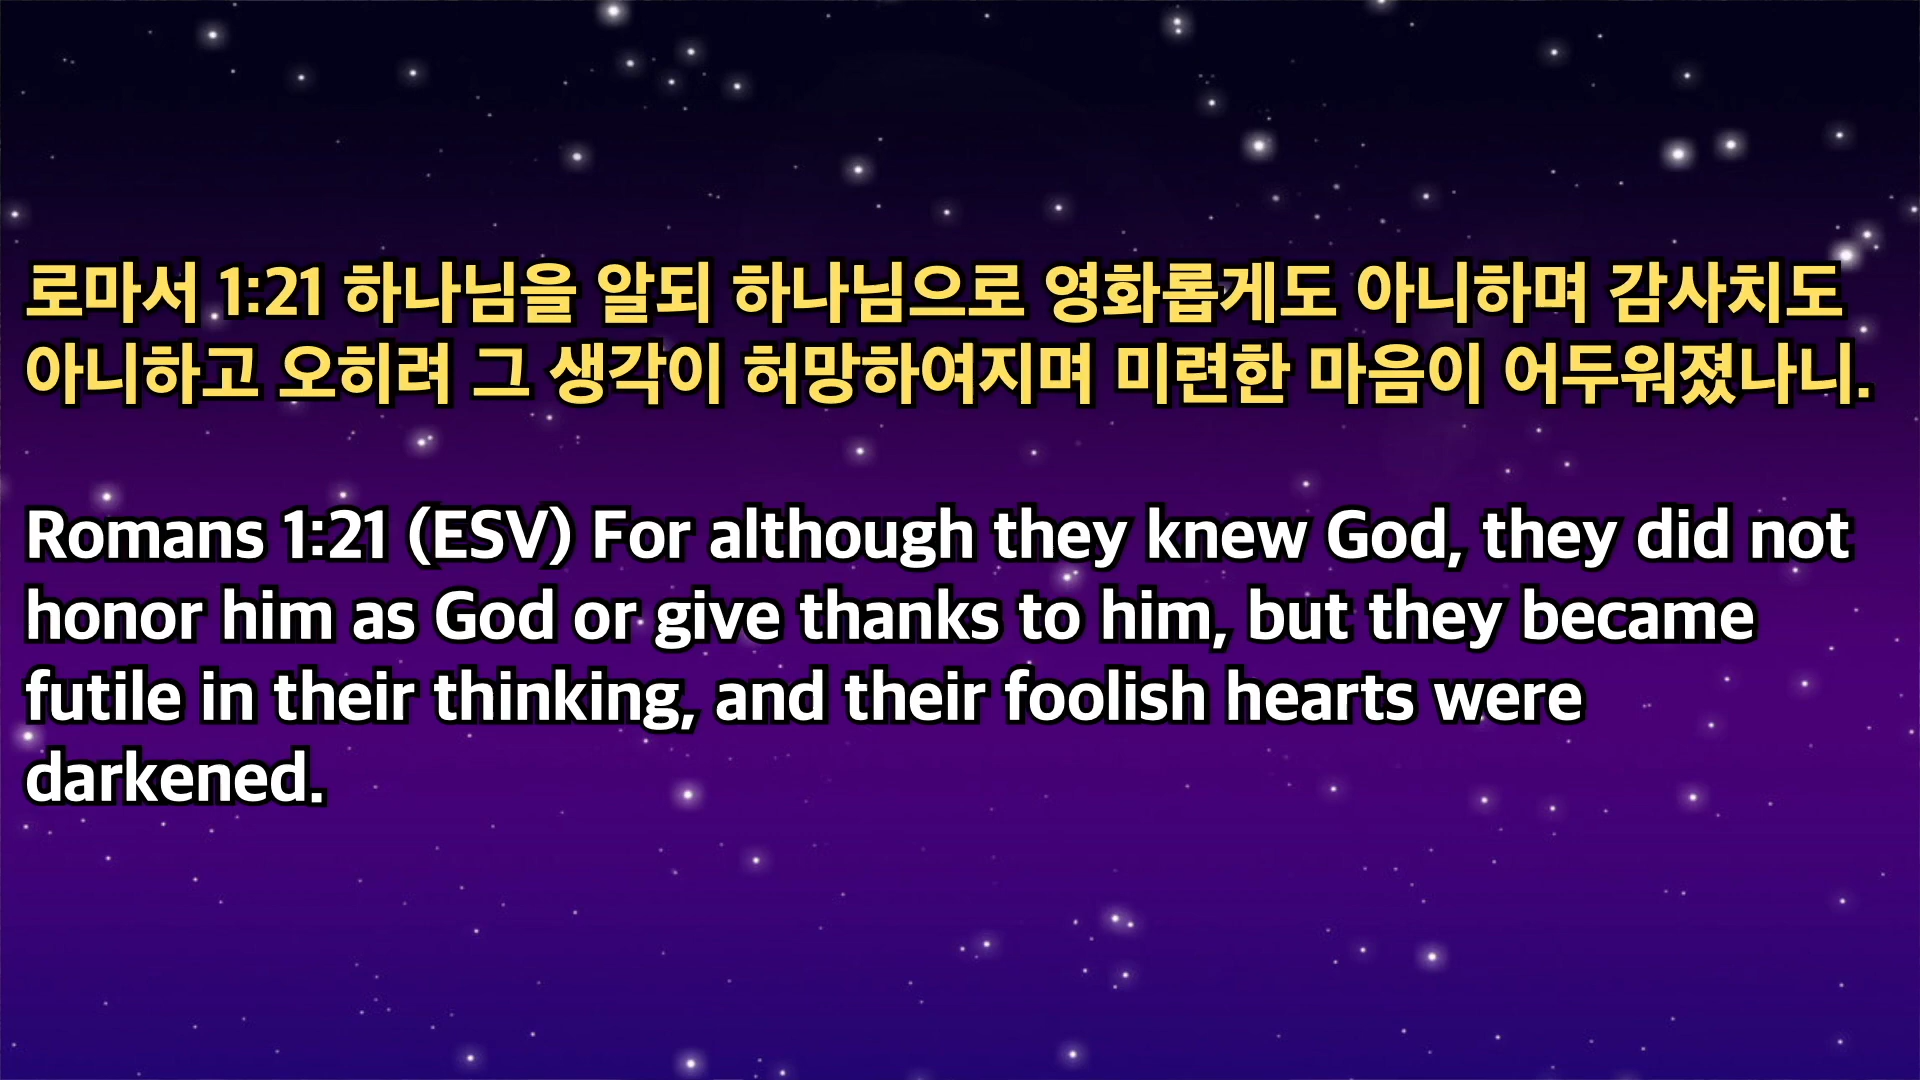 로마서 1:21 하나님을 알되 하나님으로 영화롭게도 아니하며 감사치도
아니하고 오히려 그 생각이 허망하여지며 미련한 마음이 어두워졌나니.
Romans 1:21 (ESV) For although they knew God, they did not
honor him as God or give thanks to him, but they became
futile in their thinking, and their foolish hearts were
darkened.